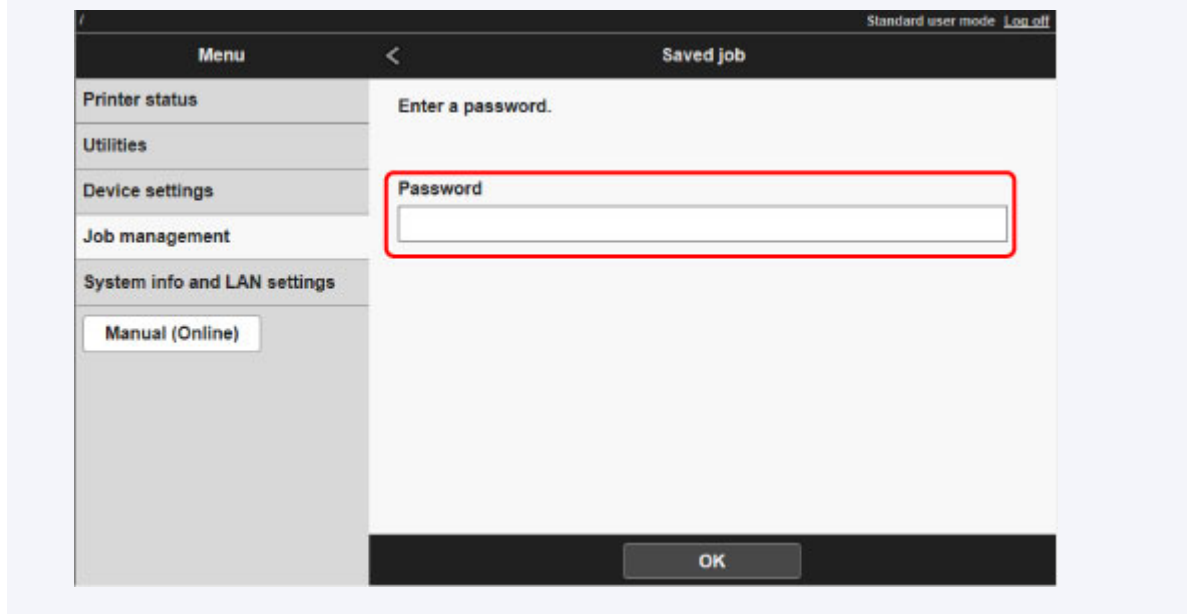 /
Standard user mode Log off
Menu
< Saved job
Printer status
Utilities
Device settings
Job management
System info and LAN settings
Manual (Online)
Enter a password.
Password
OK